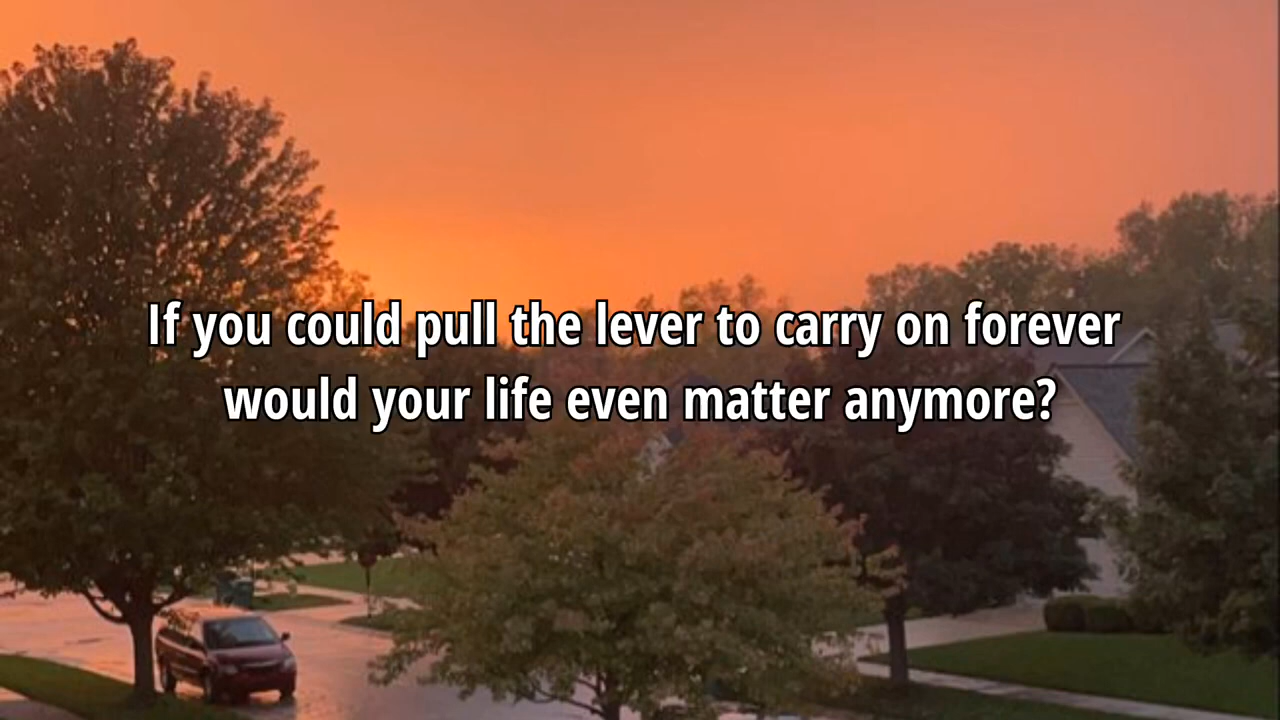 If you could pull the lever to carry on forever
would your life even matter anymore?